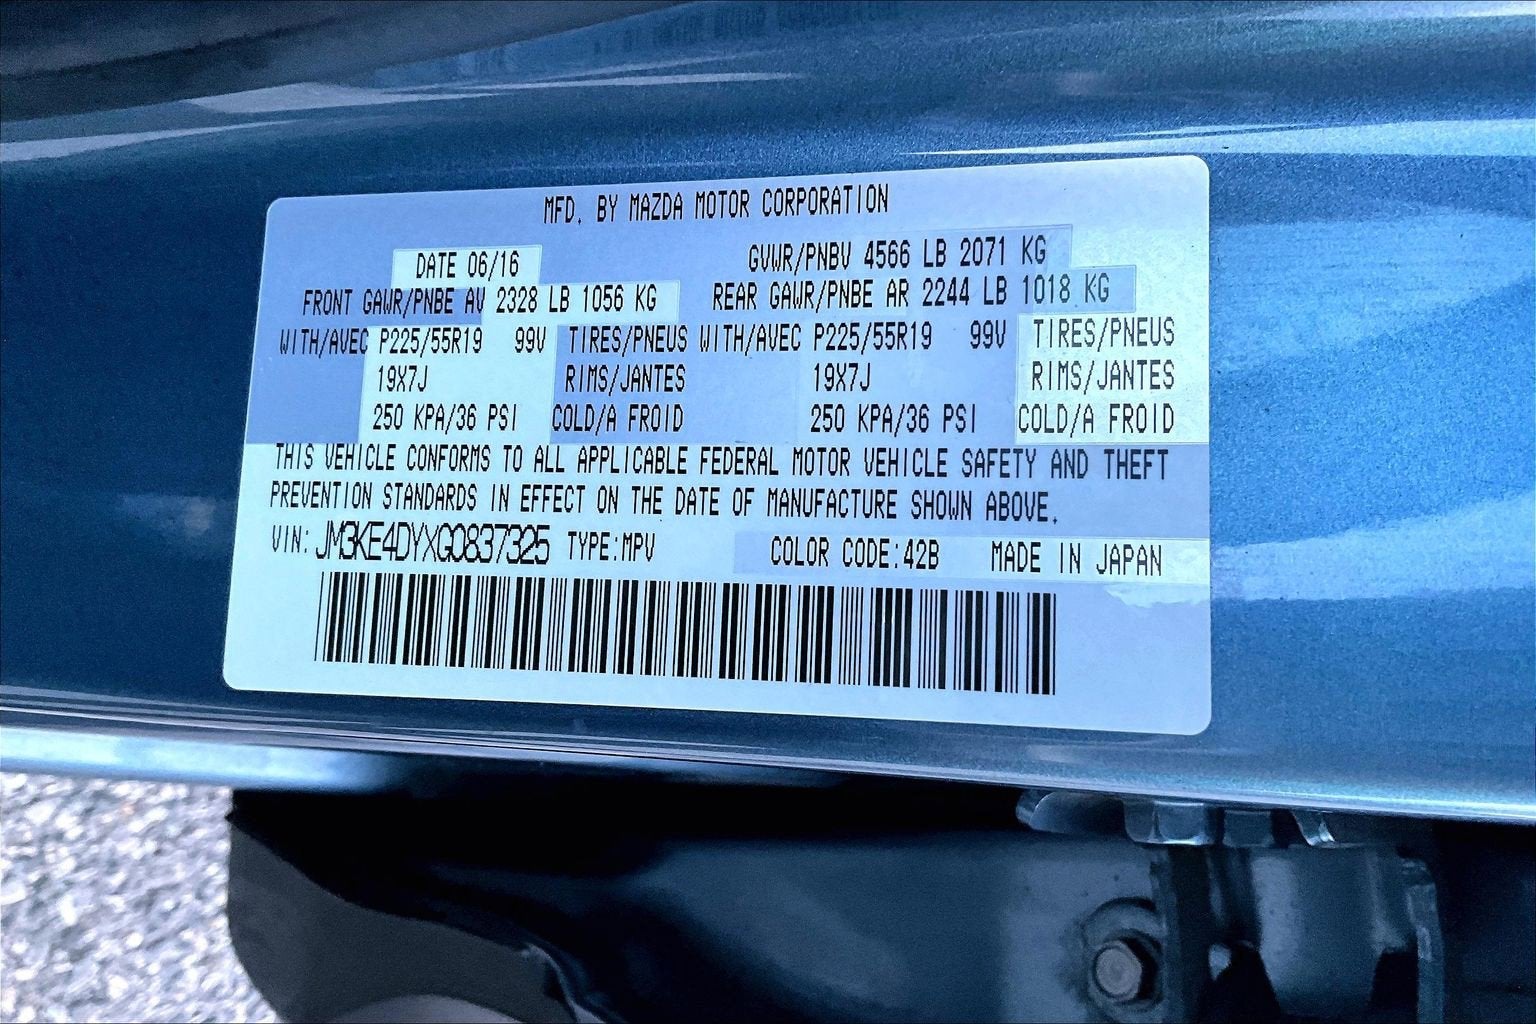 MFD. BY MAZDA MOTOR CORPORATION
DATE 06/16 GVWR/PNBV 4566 LB 2071 KG
FRONT GAWR/PNBE AV 2328 LB 1056 KG REAR GAWR/PNBE AR 2244 LB 1018 KG
WITH/AVEC P225/55R19 99V TIRES/PNEUS WITH/AVEC P225/55R19 99V TIRES/PNEUS
19X7J RIMS/JANTES 19X7J RIMS/JANTES
250 KPA/36 PSI COLD/A FROID 250 KPA/36 PSI COLD/A FROID
THIS VEHICLE CONFORMS TO ALL APPLICABLE FEDERAL MOTOR VEHICLE SAFETY AND THEFT
PREVENTION STANDARDS IN EFFECT ON THE DATE OF MANUFACTURE SHOWN ABOVE.
VIN: JM3KE4DYXG0837325 TYPE:MPV COLOR CODE:42B MADE IN JAPAN